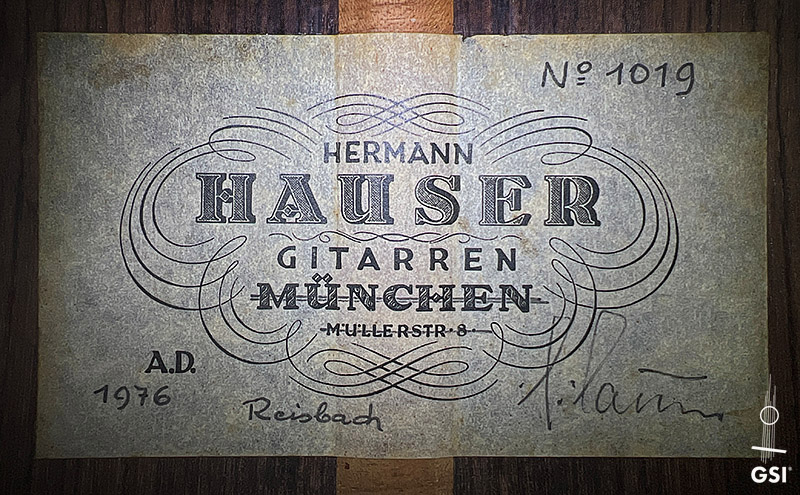 Nº 1019
HERMANN
HAUSER
GITARREN
MÜNCHEN
MÜLLERSTR·8·
A.D.
1976
Reisbach
GSI